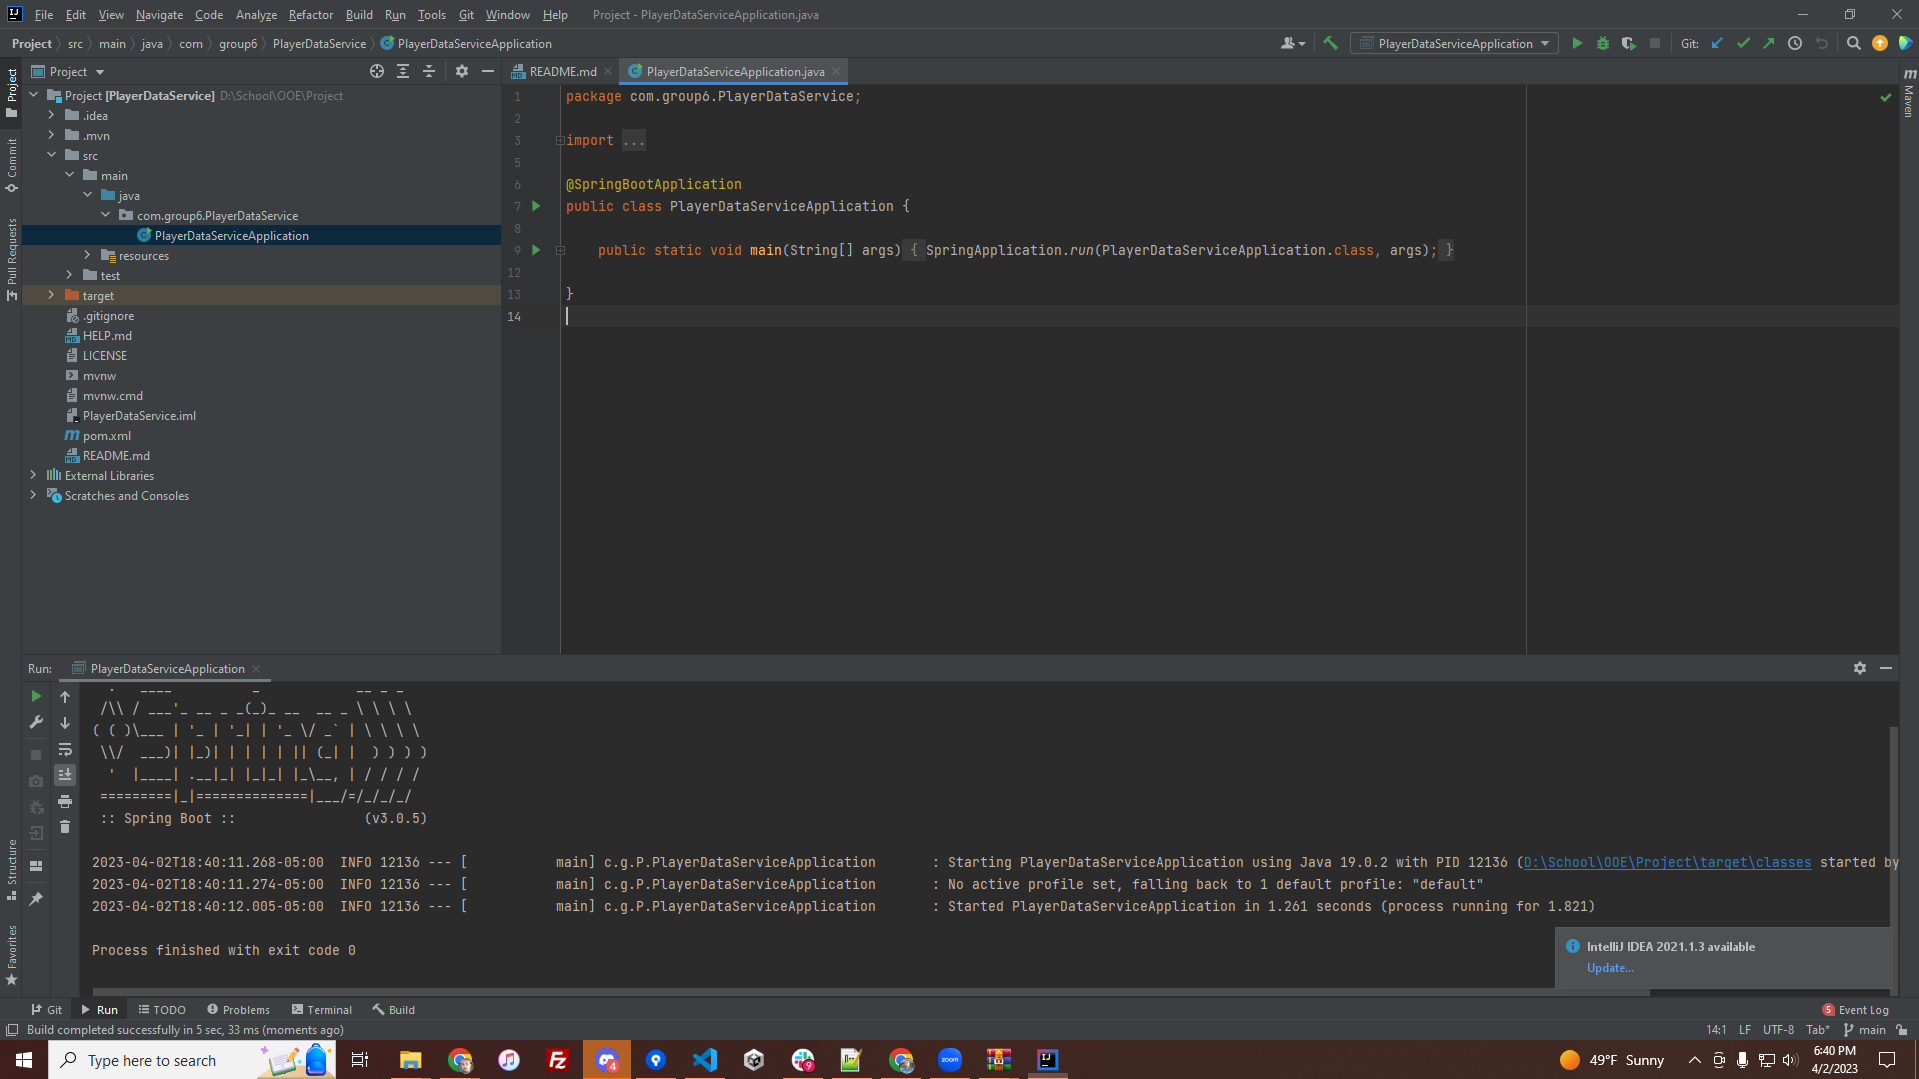 File Edit View Navigate Code Analyze Refactor Build Run Tools Git Window Help Project - PlayerDataServiceApplication.java
Project src main java com group6 PlayerDataService PlayerDataServiceApplication PlayerDataServiceApplication Git:
Project README.md PlayerDataServiceApplication.java
Project [PlayerDataService] D:\School\OOE\Project
.idea
.mvn
src
main
java
com.group6.PlayerDataService
PlayerDataServiceApplication
resources
test
target
.gitignore
HELP.md
LICENSE
mvnw
mvnw.cmd
PlayerDataService.iml
pom.xml
README.md
External Libraries
Scratches and Consoles
Project
Commit
Pull Requests
Structure
Favorites
Maven
1 package com.group6.PlayerDataService;
2
3 import ...
5
6 @SpringBootApplication
7 public class PlayerDataServiceApplication {
8
9 public static void main(String[] args) { SpringApplication.run(PlayerDataServiceApplication.class, args); }
12
13 }
14
Run: PlayerDataServiceApplication
  .   ____          _            __ _ _
 /\\ / ___'_ __ _ _(_)_ __  __ _ \ \ \ \
( ( )\___ | '_ | '_| | '_ \/ _` | \ \ \ \
 \\/  ___)| |_)| | | | | || (_| |  ) ) ) )
  '  |____| .__|_| |_|_| |_\__, | / / / /
 =========|_|==============|___/=/_/_/_/
 :: Spring Boot ::                (v3.0.5)
2023-04-02T18:40:11.268-05:00  INFO 12136 --- [           main] c.g.P.PlayerDataServiceApplication       : Starting PlayerDataServiceApplication using Java 19.0.2 with PID 12136 (D:\School\OOE\Project\target\classes started by
2023-04-02T18:40:11.274-05:00  INFO 12136 --- [           main] c.g.P.PlayerDataServiceApplication       : No active profile set, falling back to 1 default profile: "default"
2023-04-02T18:40:12.005-05:00  INFO 12136 --- [           main] c.g.P.PlayerDataServiceApplication       : Started PlayerDataServiceApplication in 1.261 seconds (process running for 1.821)
Process finished with exit code 0
IntelliJ IDEA 2021.1.3 available
Update...
Git Run TODO Problems Terminal Build 5 Event Log
Build completed successfully in 5 sec, 33 ms (moments ago) 14:1 LF UTF-8 Tab* main
Type here to search 4 9 zoom 49°F Sunny 6:40 PM
4/2/2023